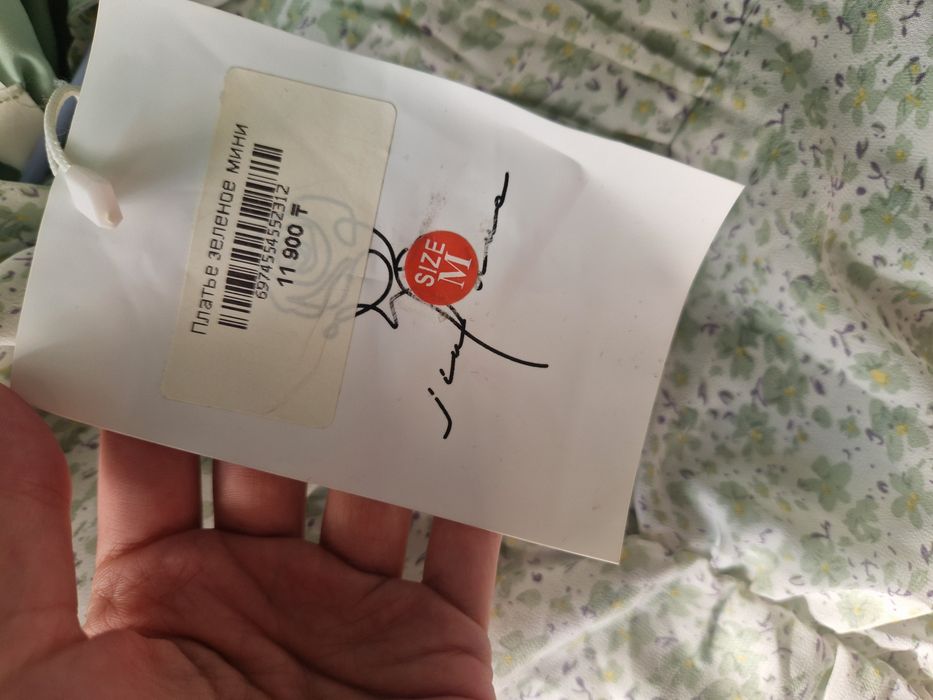 Платье зеленое мини
6974554552312
11 900 ₸
SIZE
M